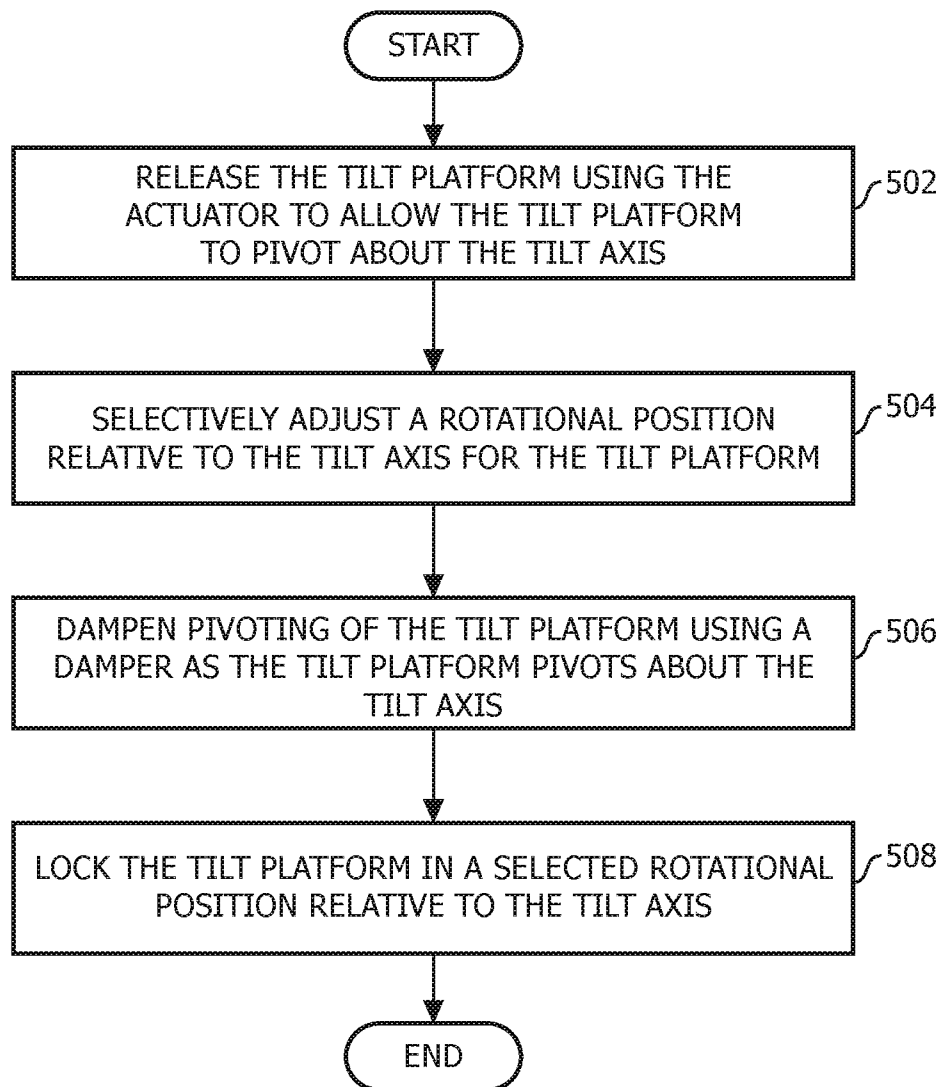 START
RELEASE THE TILT PLATFORM USING THE
ACTUATOR TO ALLOW THE TILT PLATFORM
TO PIVOT ABOUT THE TILT AXIS
502
SELECTIVELY ADJUST A ROTATIONAL POSITION
RELATIVE TO THE TILT AXIS FOR THE TILT PLATFORM
504
DAMPEN PIVOTING OF THE TILT PLATFORM USING A
DAMPER AS THE TILT PLATFORM PIVOTS ABOUT THE
TILT AXIS
506
LOCK THE TILT PLATFORM IN A SELECTED ROTATIONAL
POSITION RELATIVE TO THE TILT AXIS
508
END